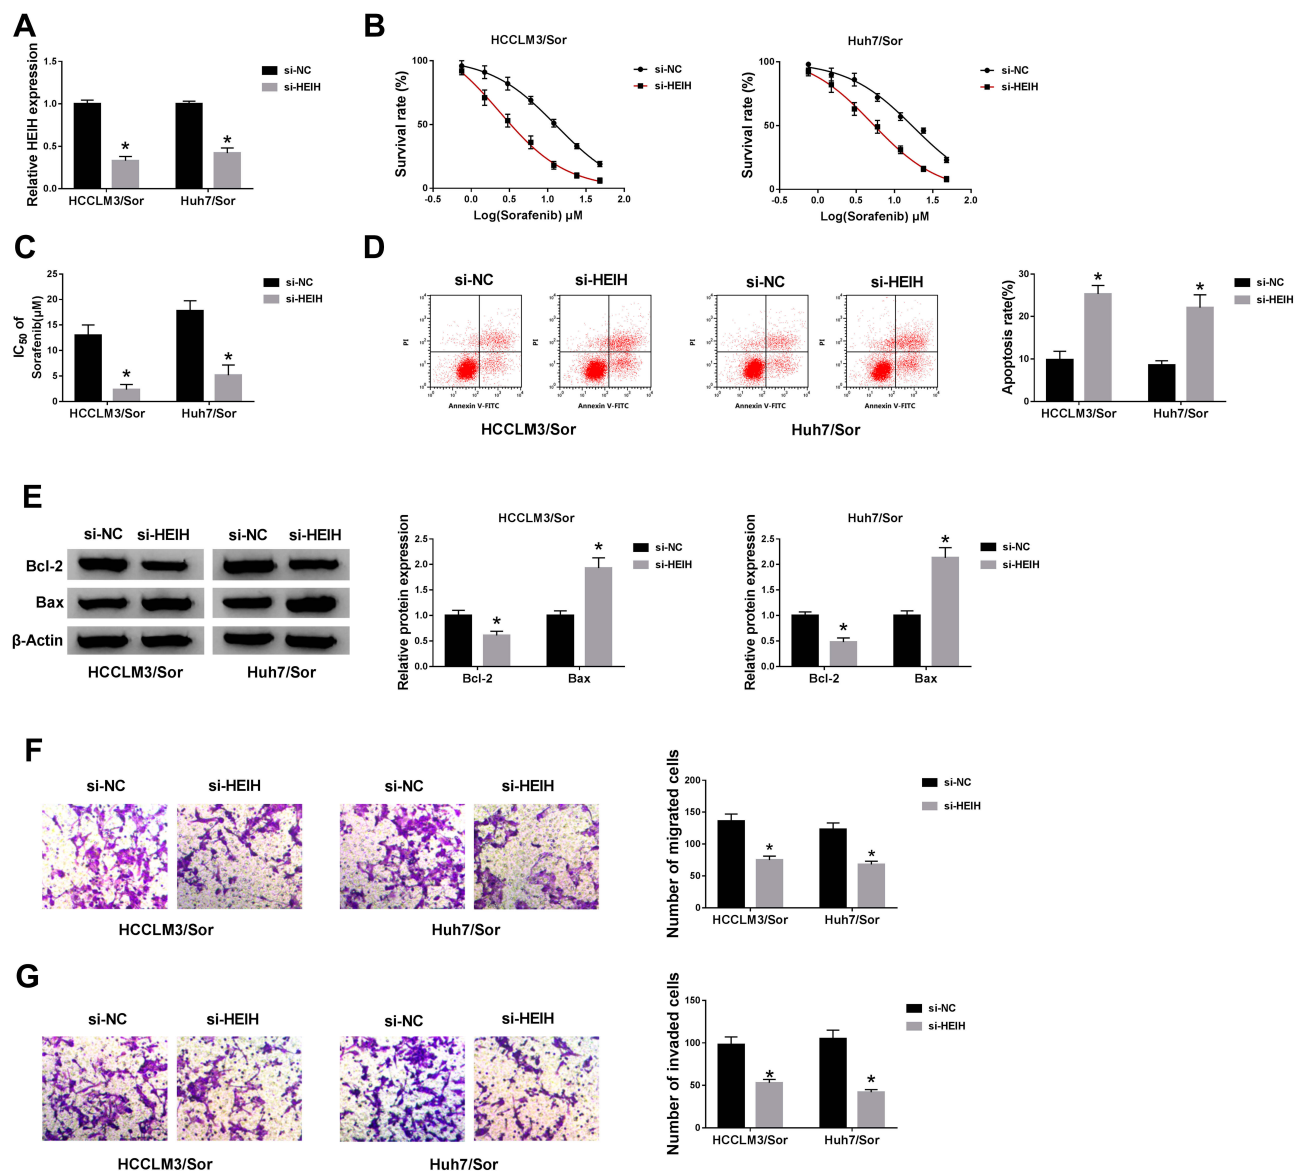 A
Relative HEIH expression
1.5
1.0
0.5
0.0
HCCLM3/Sor
Huh7/Sor
si-NC
si-HEIH
*
*
B
HCCLM3/Sor
Survival rate (%)
100
50
0
-0.5
0.0
0.5
1.0
1.5
2.0
Log(Sorafenib) μM
si-NC
si-HEIH
Huh7/Sor
Survival rate (%)
100
50
0
-0.5
0.0
0.5
1.0
1.5
2.0
Log(Sorafenib) μM
si-NC
si-HEIH
C
IC50 of
Sorafenib(μM)
25
20
15
10
5
0
HCCLM3/Sor
Huh7/Sor
si-NC
si-HEIH
*
*
D
si-NC
si-HEIH
si-NC
si-HEIH
PI
PI
PI
PI
Annexin V-FITC
Annexin V-FITC
Annexin V-FITC
Annexin V-FITC
HCCLM3/Sor
Huh7/Sor
Apoptosis rate(%)
30
20
10
0
HCCLM3/Sor
Huh7/Sor
si-NC
si-HEIH
*
*
E
si-NC
si-HEIH
si-NC
si-HEIH
Bcl-2
Bax
β-Actin
HCCLM3/Sor
Huh7/Sor
HCCLM3/Sor
Relative protein expression
2.5
2.0
1.5
1.0
0.5
0.0
Bcl-2
Bax
si-NC
si-HEIH
*
*
Huh7/Sor
Relative protein expression
2.5
2.0
1.5
1.0
0.5
0.0
Bcl-2
Bax
si-NC
si-HEIH
*
*
F
si-NC
si-HEIH
si-NC
si-HEIH
HCCLM3/Sor
Huh7/Sor
Number of migrated cells
200
150
100
50
0
HCCLM3/Sor
Huh7/Sor
si-NC
si-HEIH
*
*
G
si-NC
si-HEIH
si-NC
si-HEIH
HCCLM3/Sor
Huh7/Sor
Number of invaded cells
150
100
50
0
HCCLM3/Sor
Huh7/Sor
si-NC
si-HEIH
*
*